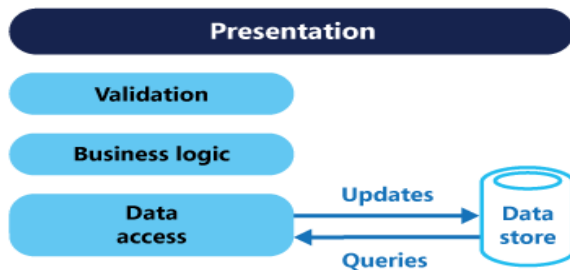 Presentation
Validation
Business logic
Data
access
Updates
Queries
Data
store